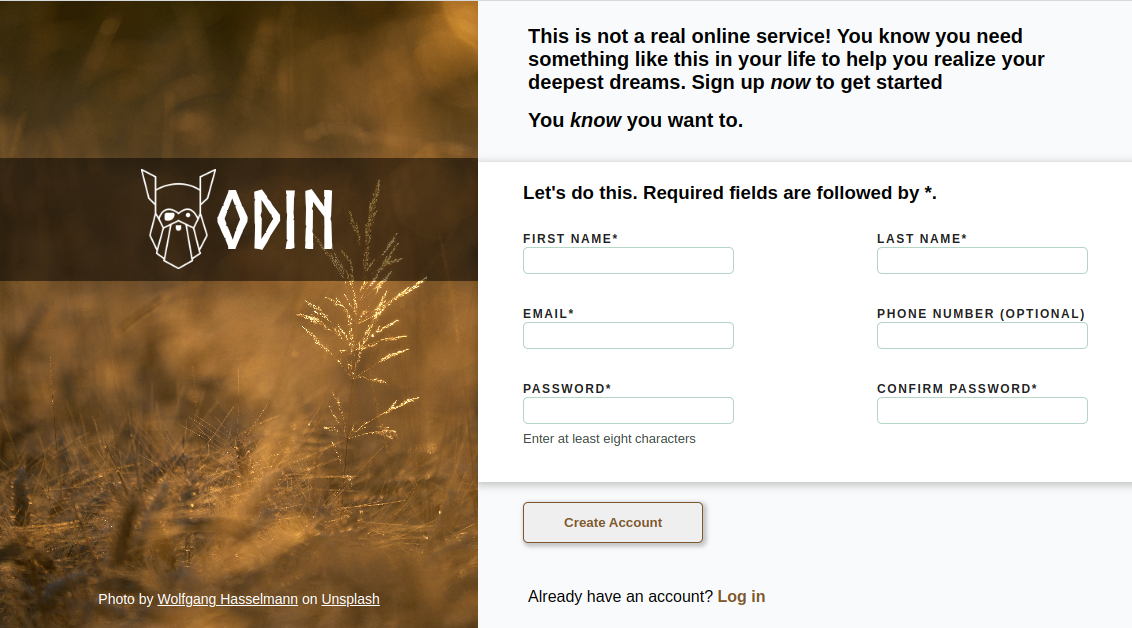 ODIN
Photo by Wolfgang Hasselmann on Unsplash
This is not a real online service! You know you need
something like this in your life to help you realize your
deepest dreams. Sign up now to get started
You know you want to.
Let's do this. Required fields are followed by *.
FIRST NAME*
LAST NAME*
EMAIL*
PHONE NUMBER (OPTIONAL)
PASSWORD*
CONFIRM PASSWORD*
Enter at least eight characters
Create Account
Already have an account? Log in